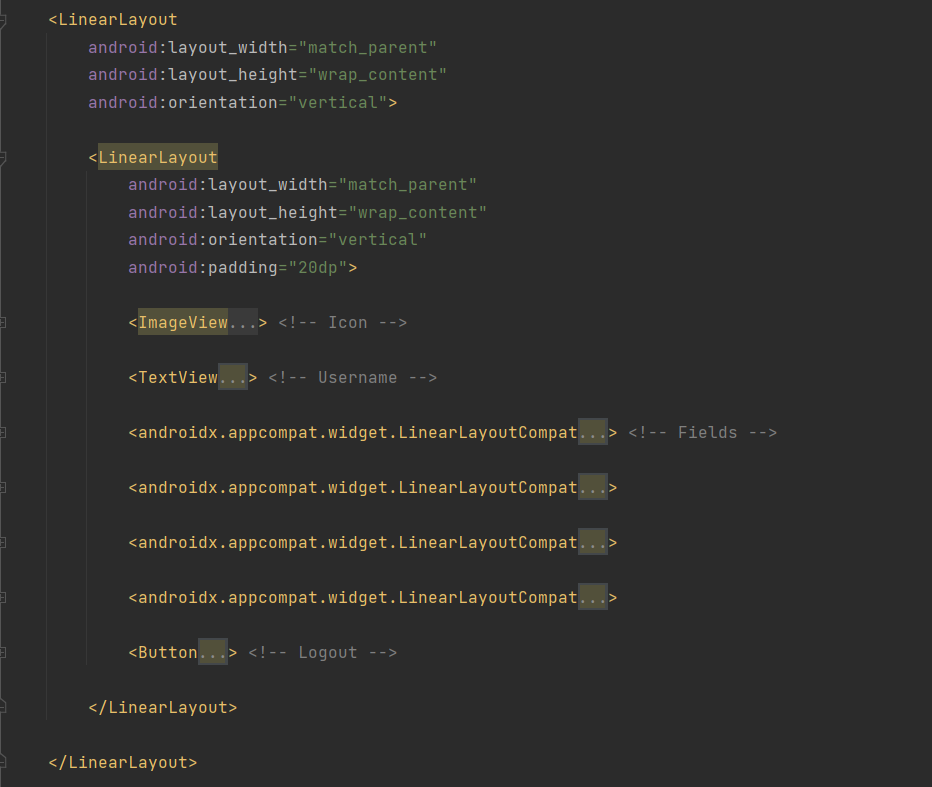 <LinearLayout
android:layout_width="match_parent"
android:layout_height="wrap_content"
android:orientation="vertical">
<LinearLayout
android:layout_width="match_parent"
android:layout_height="wrap_content"
android:orientation="vertical"
android:padding="20dp">
<ImageView...> <!-- Icon -->
<TextView...> <!-- Username -->
<androidx.appcompat.widget.LinearLayoutCompat...> <!-- Fields -->
<androidx.appcompat.widget.LinearLayoutCompat...>
<androidx.appcompat.widget.LinearLayoutCompat...>
<androidx.appcompat.widget.LinearLayoutCompat...>
<Button...> <!-- Logout -->
</LinearLayout>
</LinearLayout>